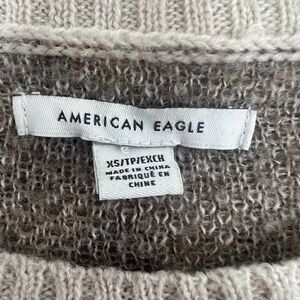 AMERICAN EAGLE
XS/TP/EXCH
MADE IN CHINA
FABRIQUÉ EN
CHINE